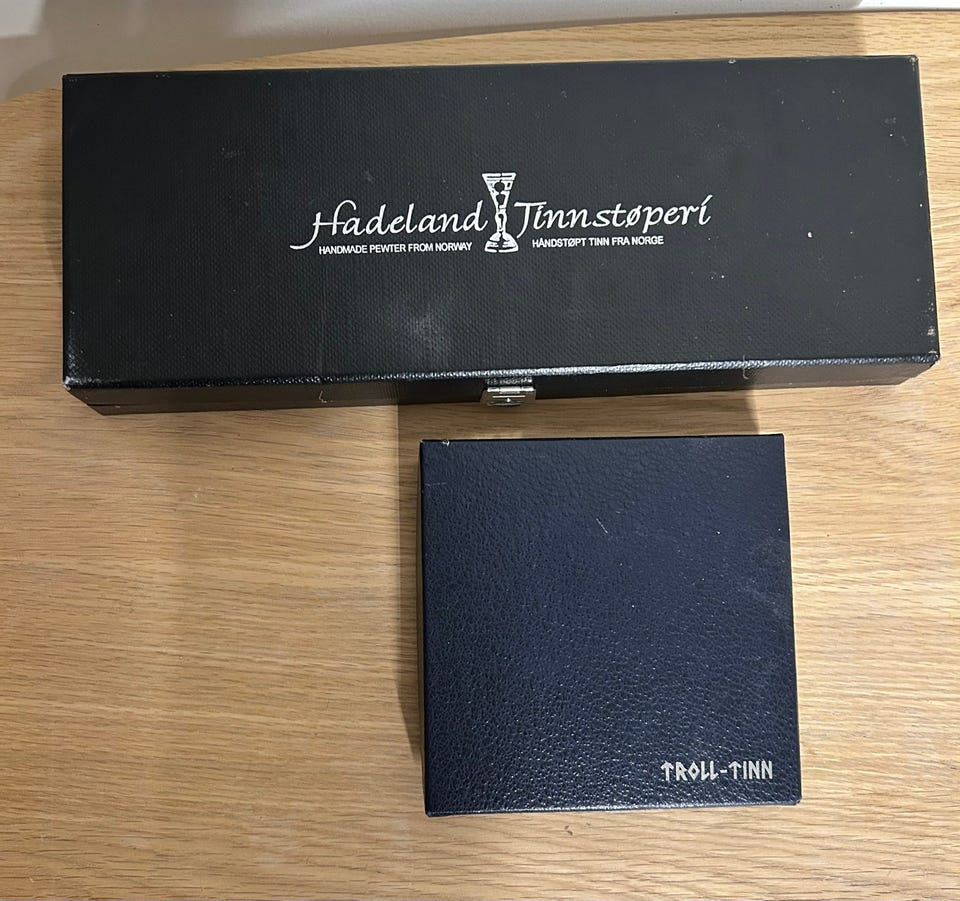 Hadeland Tinnstøperi
HANDMADE PEWTER FROM NORWAY HÅNDSTØPT TINN FRA NORGE
TROLL-TINN